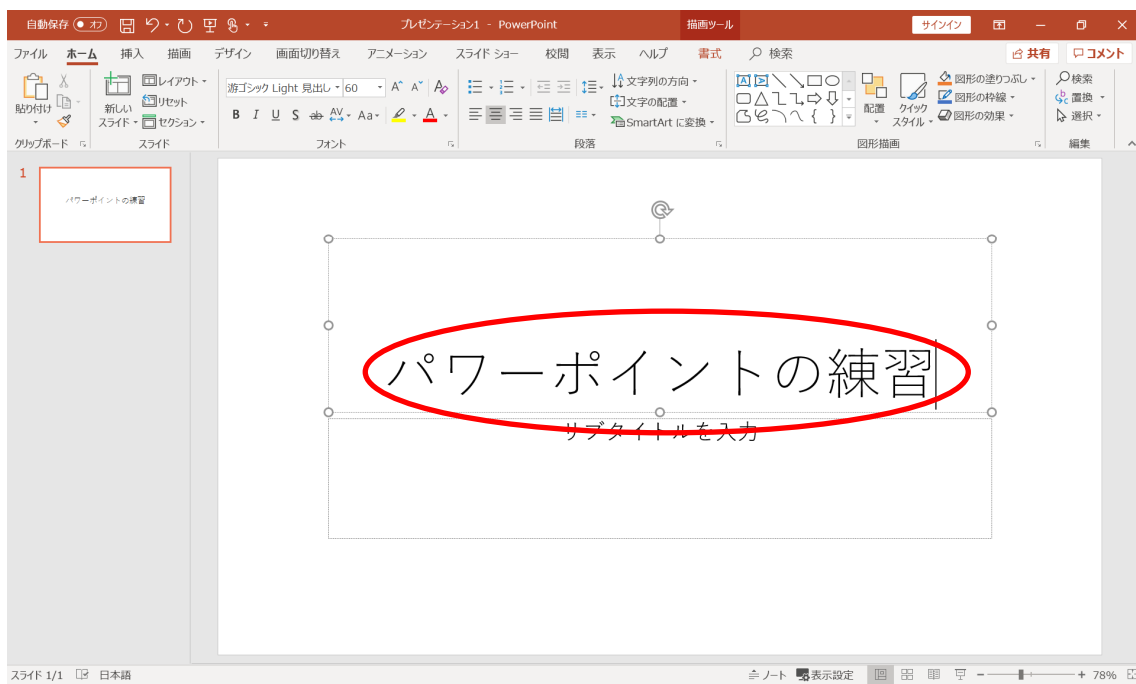 自動保存 オフ プレゼンテーション1 - PowerPoint 描画ツール サインイン
ファイル ホーム 挿入 描画 デザイン 画面切り替え アニメーション スライド ショー 校閲 表示 ヘルプ 書式 検索 共有 コメント
貼り付け
新しい
スライド
レイアウト
リセット
セクション
游ゴシック Light 見出し 60 A A A
B I U S ab AV Aa A
文字列の方向
文字の配置
SmartArt に変換
配置
クイック
スタイル
図形の塗りつぶし
図形の枠線
図形の効果
検索
置換
選択
クリップボード スライド フォント 段落 図形描画 編集
1
パワーポイントの練習
パワーポイントの練習
サブタイトルを入力
スライド 1/1 日本語 ノート 表示設定 78%